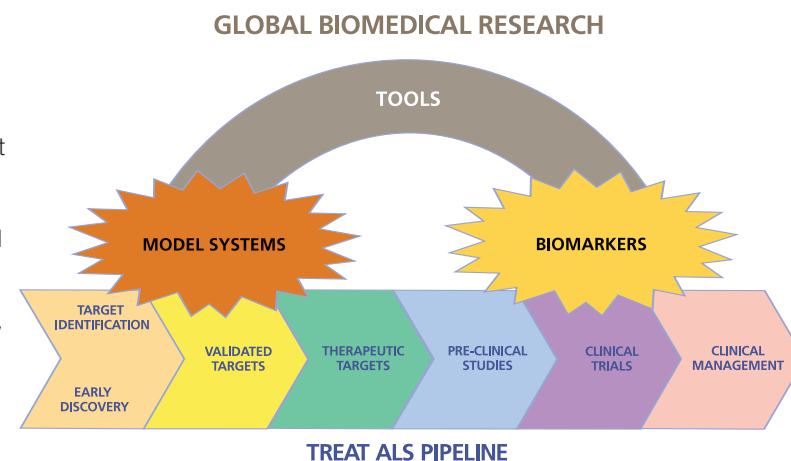 GLOBAL BIOMEDICAL RESEARCH
TOOLS
MODEL SYSTEMS
BIOMARKERS
TARGET
IDENTIFICATION
EARLY
DISCOVERY
VALIDATED
TARGETS
THERAPEUTIC
TARGETS
PRE-CLINICAL
STUDIES
CLINICAL
TRIALS
CLINICAL
MANAGEMENT
TREAT ALS PIPELINE